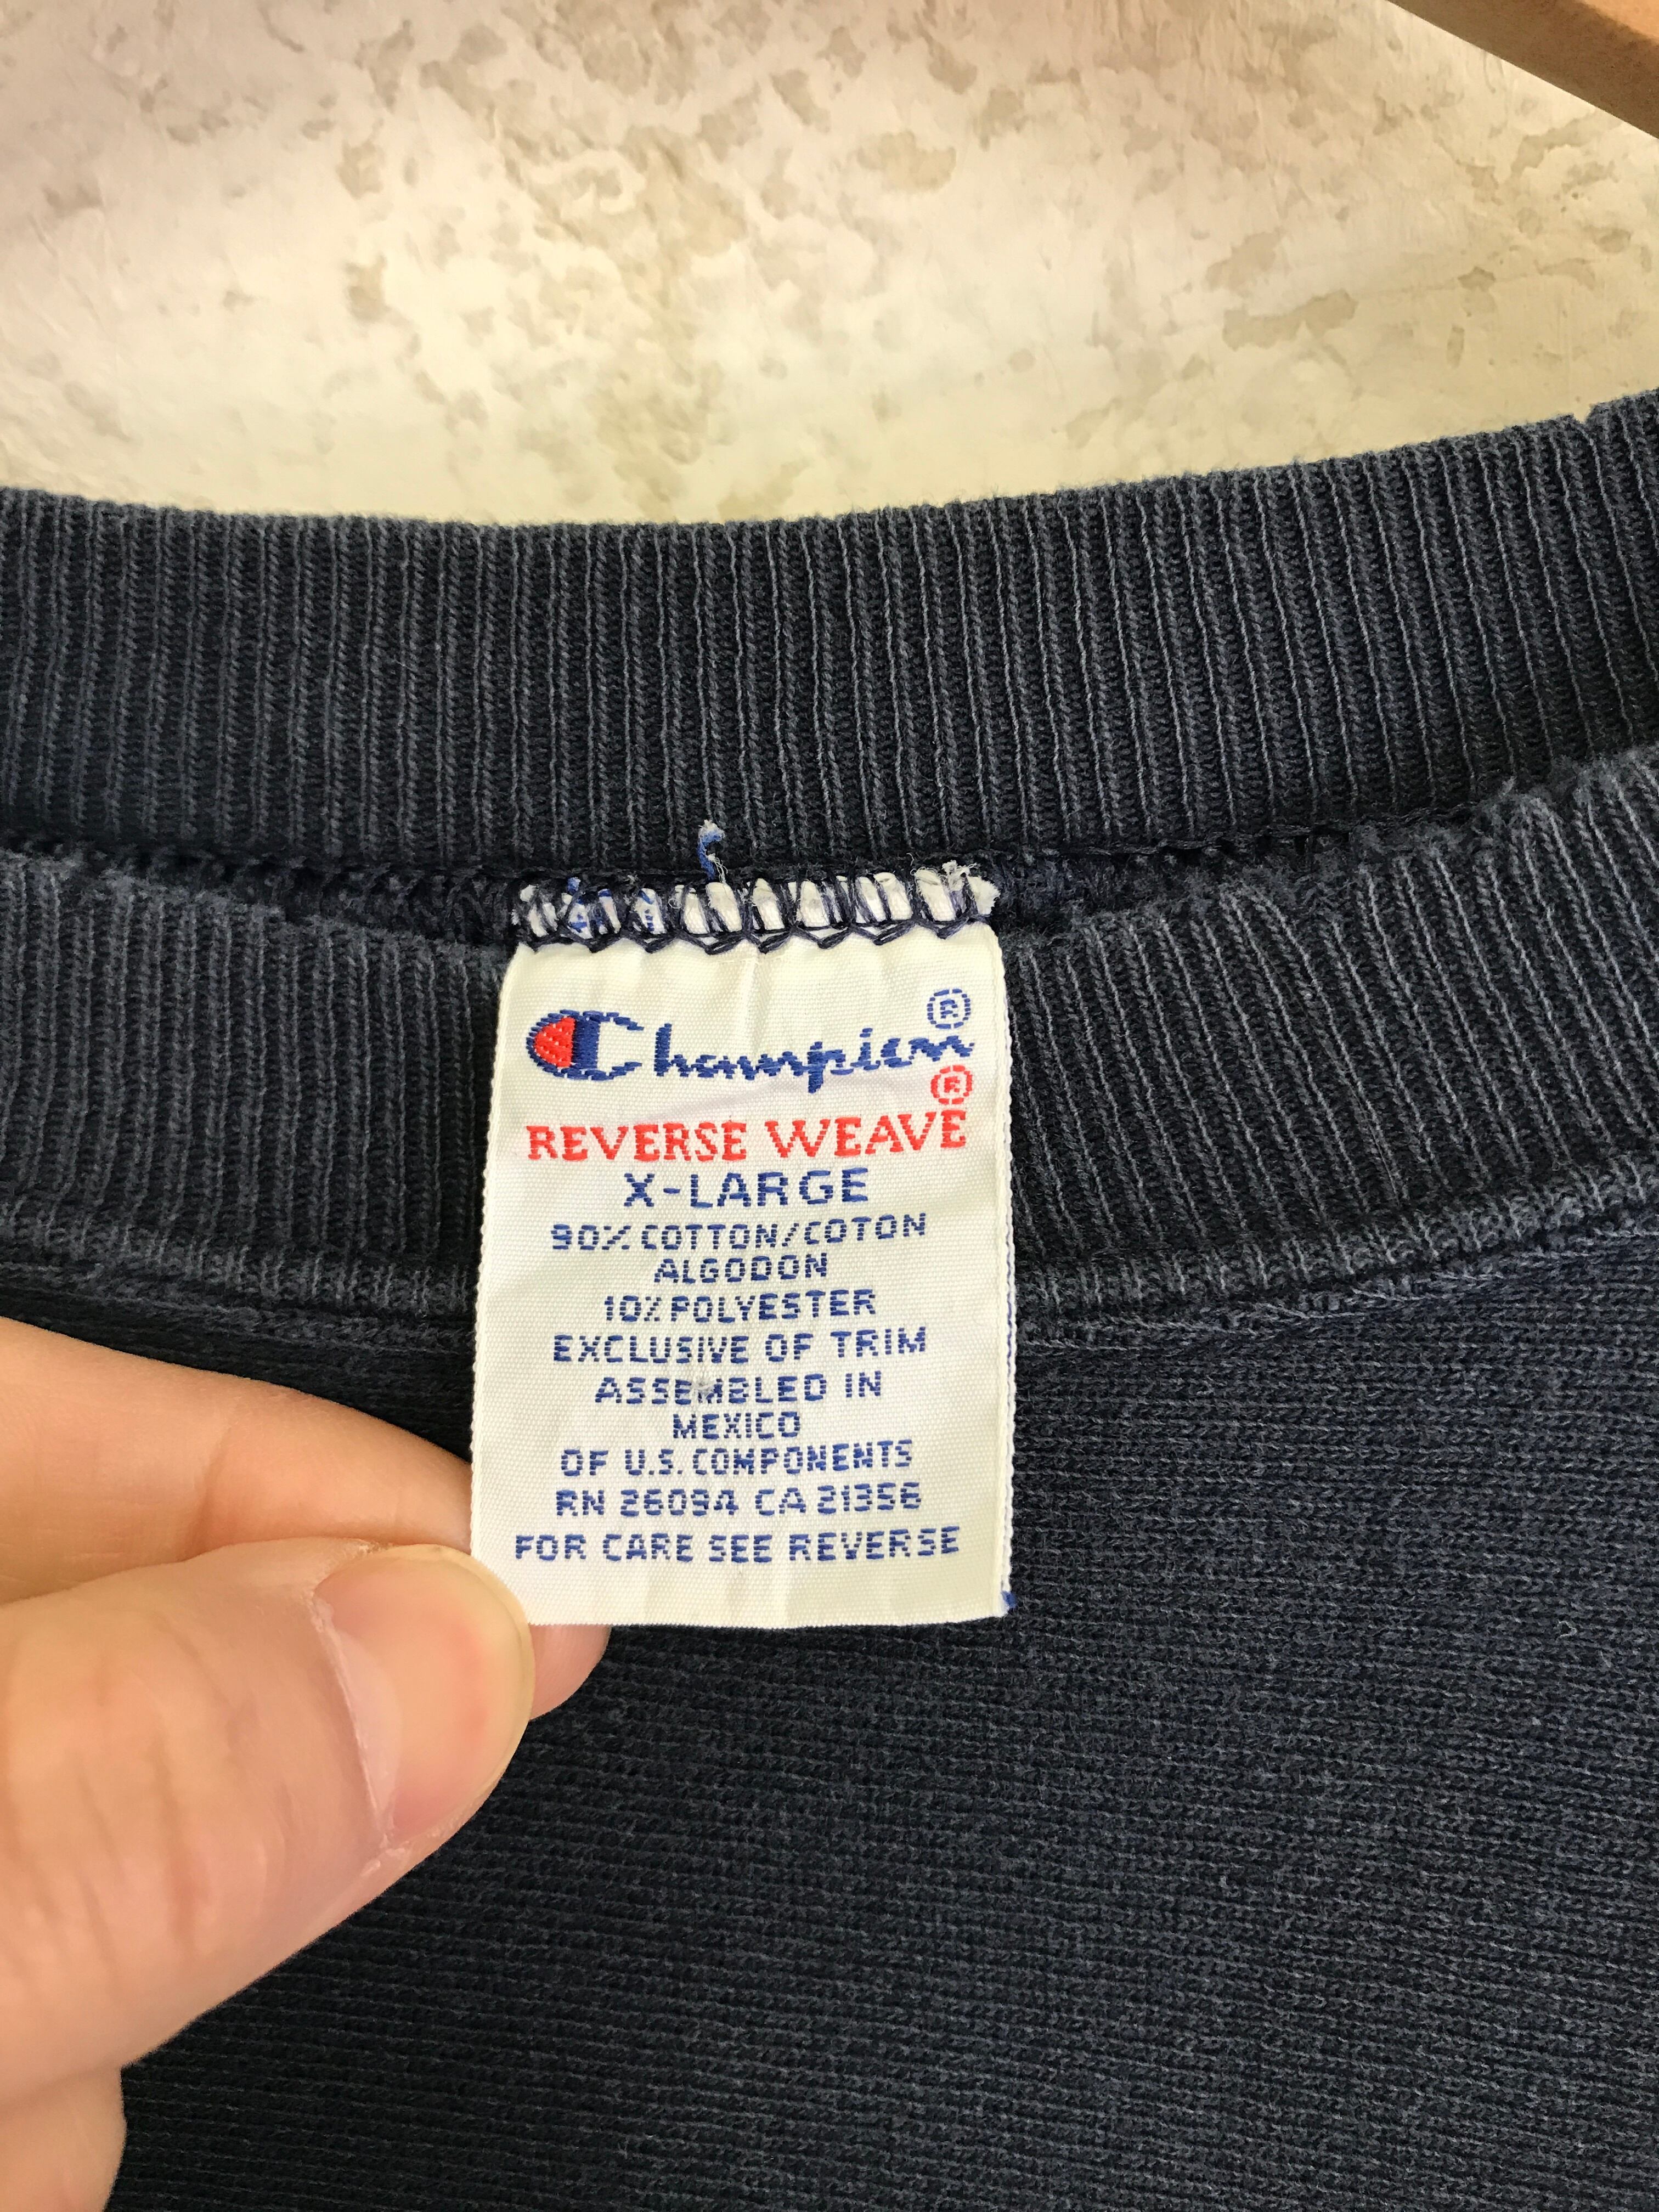 Champion®
®
REVERSE WEAVE
X-LARGE
90% COTTON/COTON
ALGODON
10% POLYESTER
EXCLUSIVE OF TRIM
ASSEMBLED IN
MEXICO
OF U.S. COMPONENTS
RN 26094 CA 21356
FOR CARE SEE REVERSE